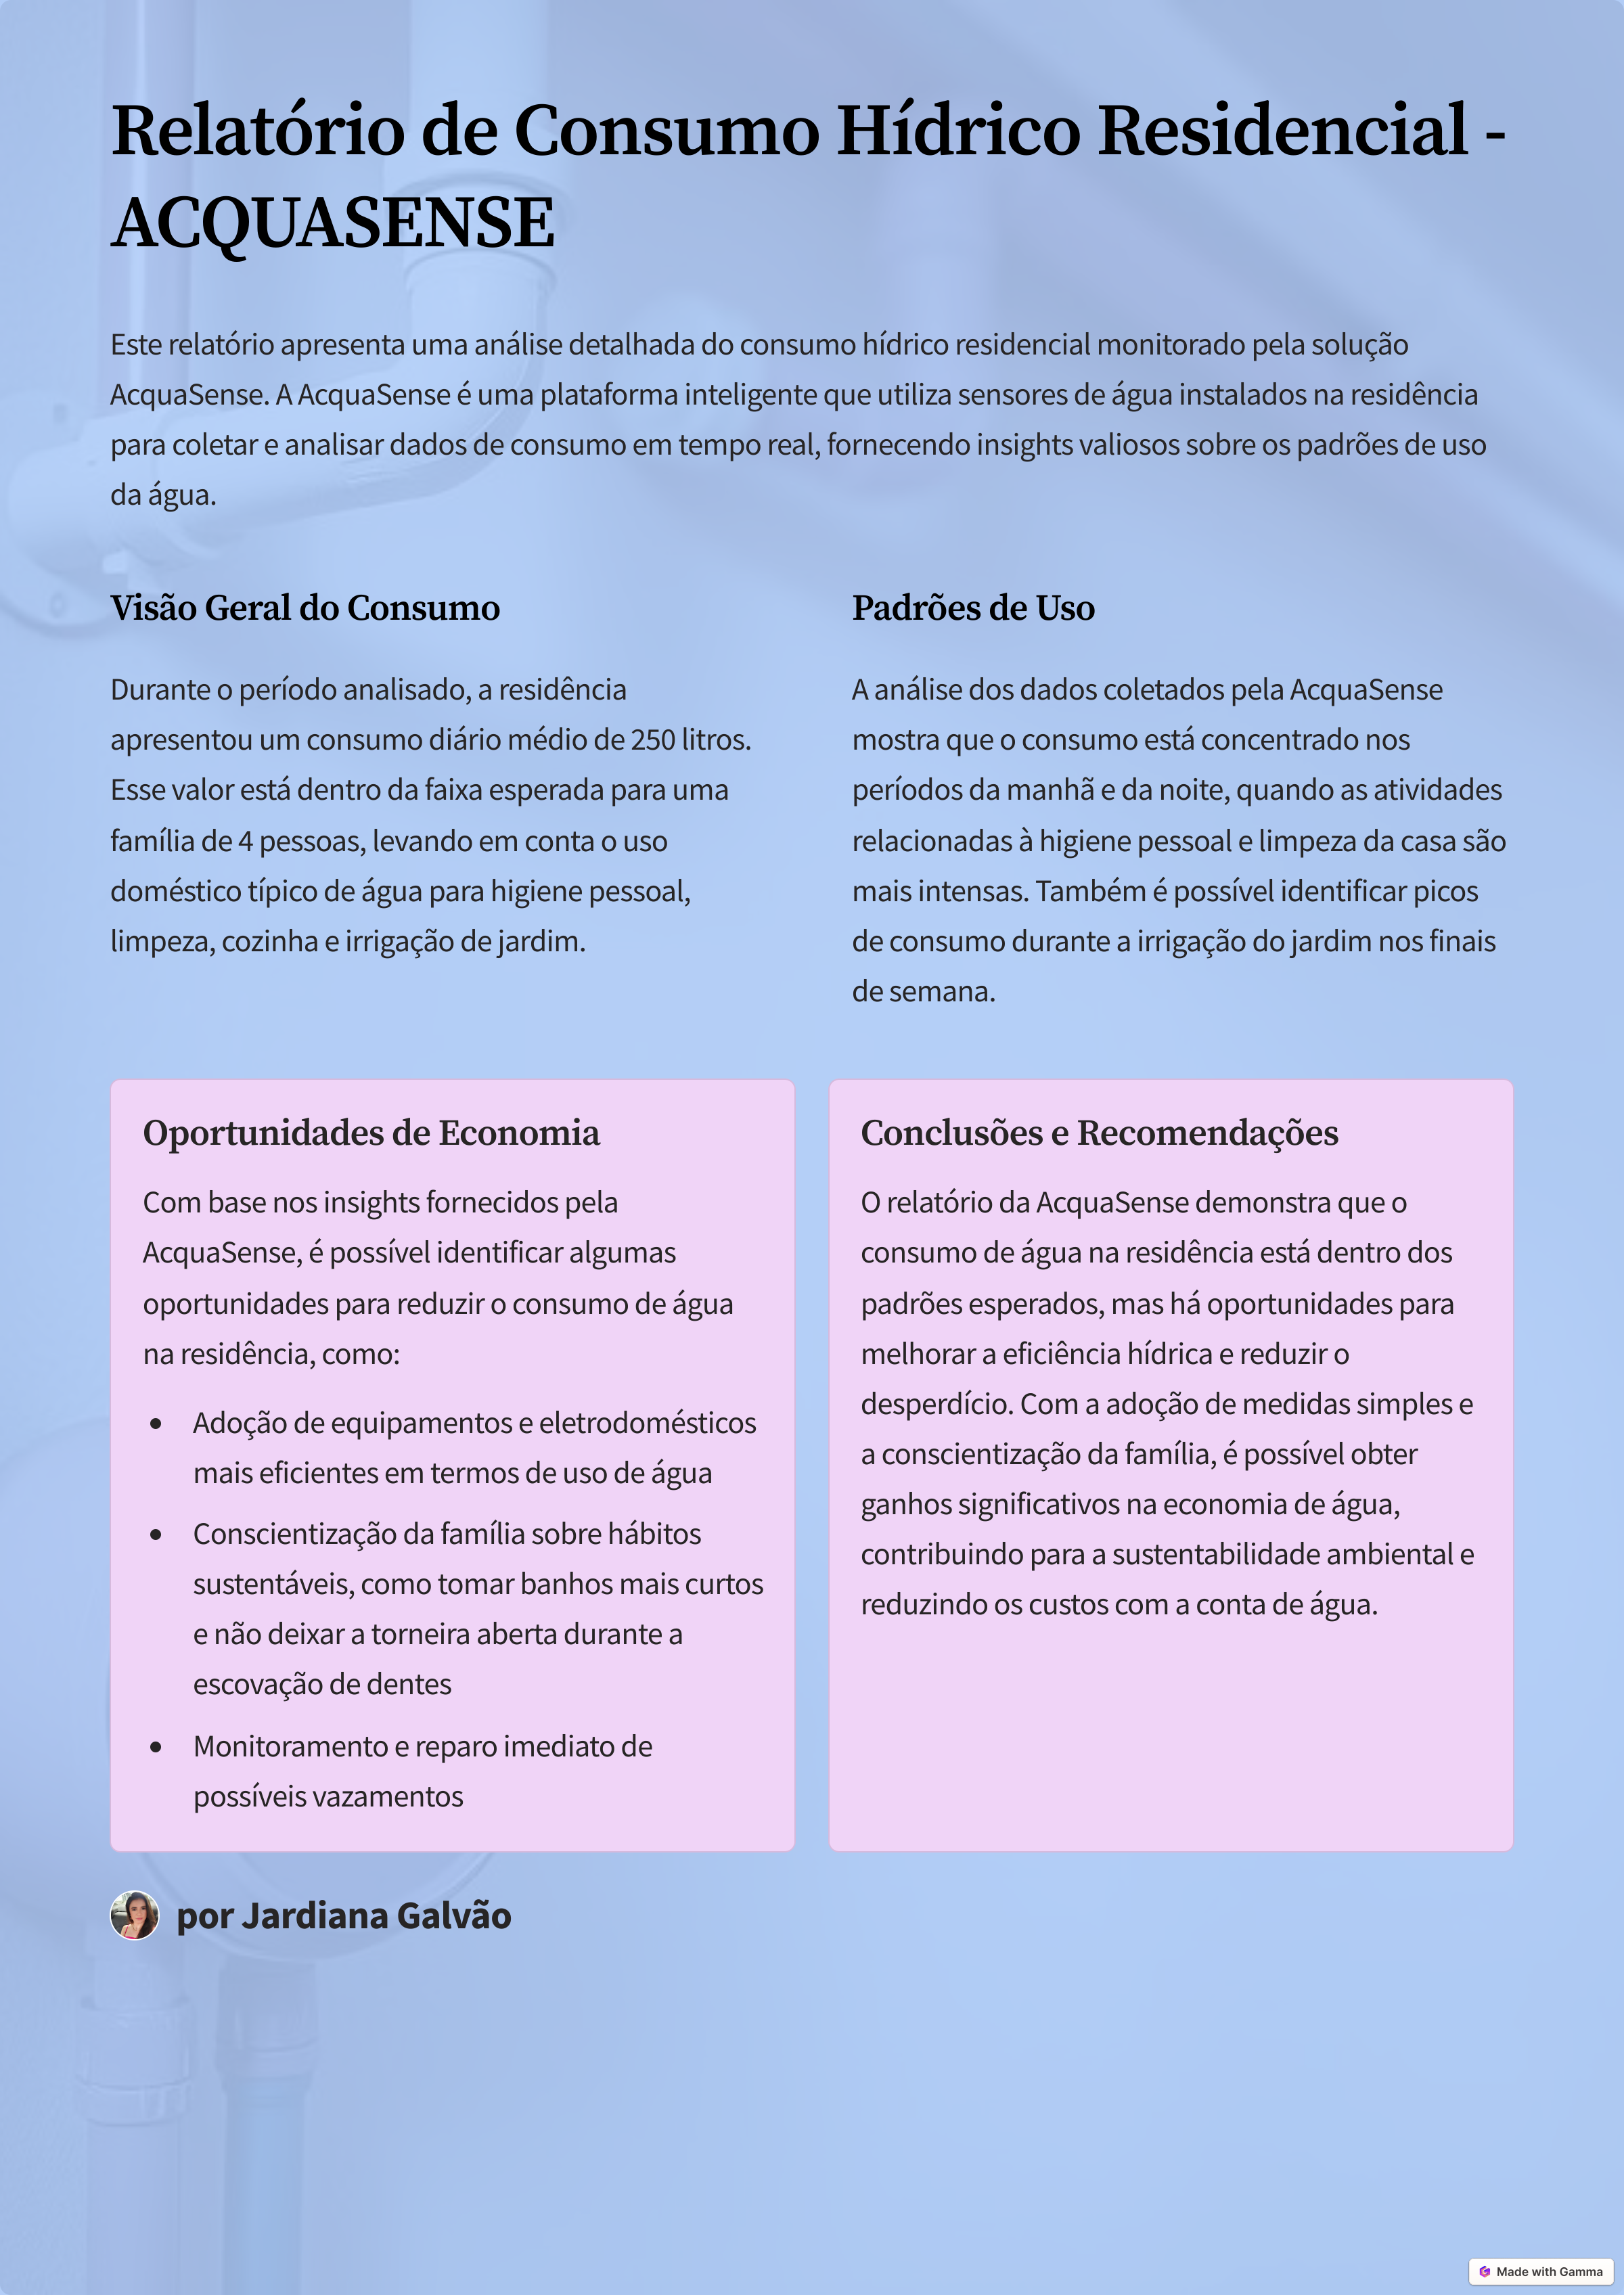 Relatório de Consumo Hídrico Residencial -
ACQUASENSE
Este relatório apresenta uma análise detalhada do consumo hídrico residencial monitorado pela solução
AcquaSense. A AcquaSense é uma plataforma inteligente que utiliza sensores de água instalados na residência
para coletar e analisar dados de consumo em tempo real, fornecendo insights valiosos sobre os padrões de uso
da água.
Visão Geral do Consumo
Durante o período analisado, a residência
apresentou um consumo diário médio de 250 litros.
Esse valor está dentro da faixa esperada para uma
família de 4 pessoas, levando em conta o uso
doméstico típico de água para higiene pessoal,
limpeza, cozinha e irrigação de jardim.
Padrões de Uso
A análise dos dados coletados pela AcquaSense
mostra que o consumo está concentrado nos
períodos da manhã e da noite, quando as atividades
relacionadas à higiene pessoal e limpeza da casa são
mais intensas. Também é possível identificar picos
de consumo durante a irrigação do jardim nos finais
de semana.
Oportunidades de Economia
Com base nos insights fornecidos pela
AcquaSense, é possível identificar algumas
oportunidades para reduzir o consumo de água
na residência, como:
• Adoção de equipamentos e eletrodomésticos
mais eficientes em termos de uso de água
• Conscientização da família sobre hábitos
sustentáveis, como tomar banhos mais curtos
e não deixar a torneira aberta durante a
escovação de dentes
• Monitoramento e reparo imediato de
possíveis vazamentos
Conclusões e Recomendações
O relatório da AcquaSense demonstra que o
consumo de água na residência está dentro dos
padrões esperados, mas há oportunidades para
melhorar a eficiência hídrica e reduzir o
desperdício. Com a adoção de medidas simples e
a conscientização da família, é possível obter
ganhos significativos na economia de água,
contribuindo para a sustentabilidade ambiental e
reduzindo os custos com a conta de água.
por Jardiana Galvão
Made with Gamma